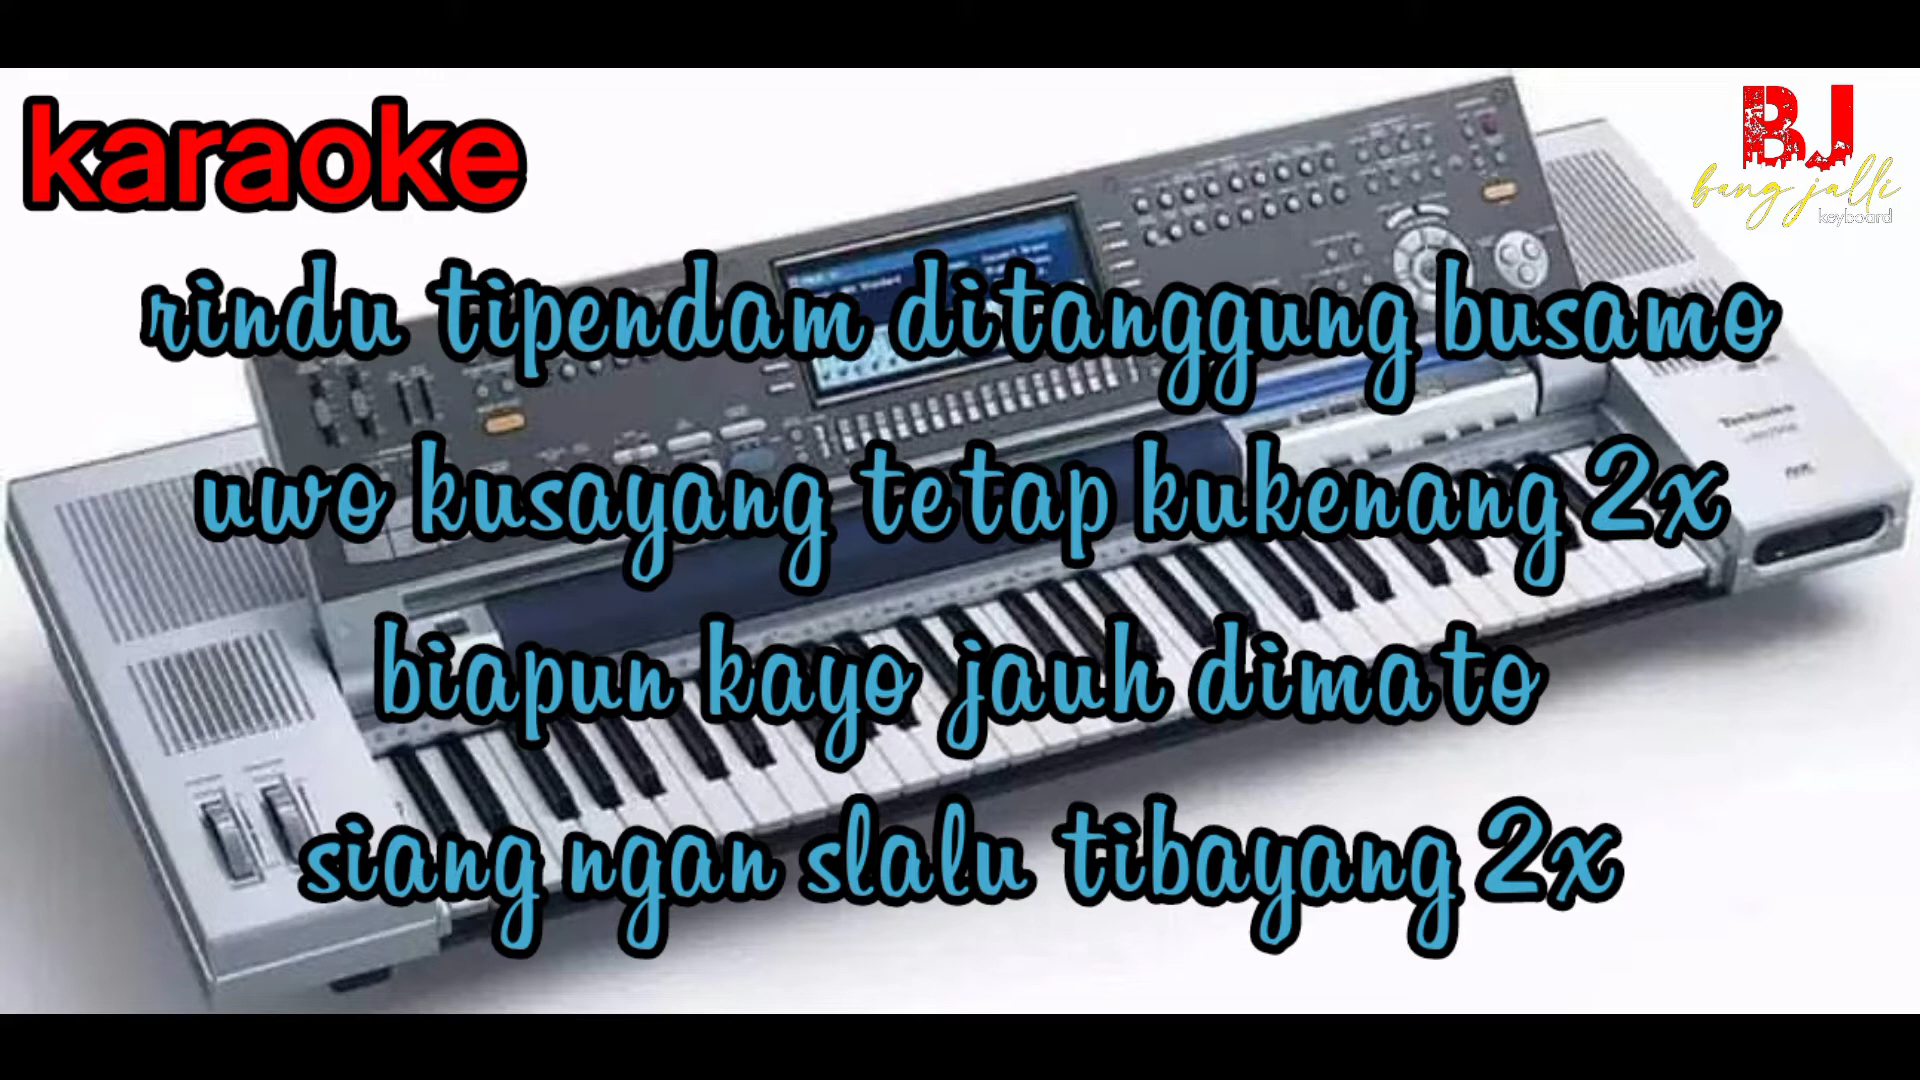 karaoke
BJ
bang jalli
keyboard
rindu tipendam ditanggung busamo
uwo kusayang tetap kukenang 2x
biapun kayo jauh dimato
siang ngan slalu tibayang 2x
Technics